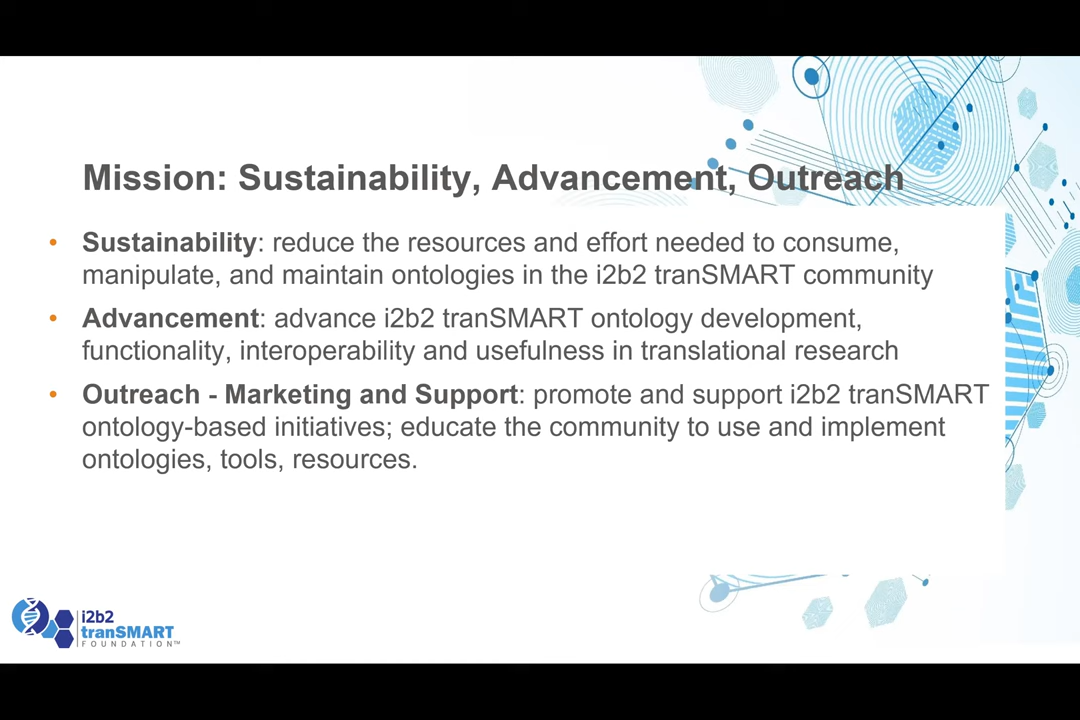 Mission: Sustainability, Advancement, Outreach
• Sustainability: reduce the resources and effort needed to consume,
manipulate, and maintain ontologies in the i2b2 tranSMART community
• Advancement: advance i2b2 tranSMART ontology development,
functionality, interoperability and usefulness in translational research
• Outreach - Marketing and Support: promote and support i2b2 tranSMART
ontology-based initiatives; educate the community to use and implement
ontologies, tools, resources.
i2b2
tranSMART
FOUNDATION™